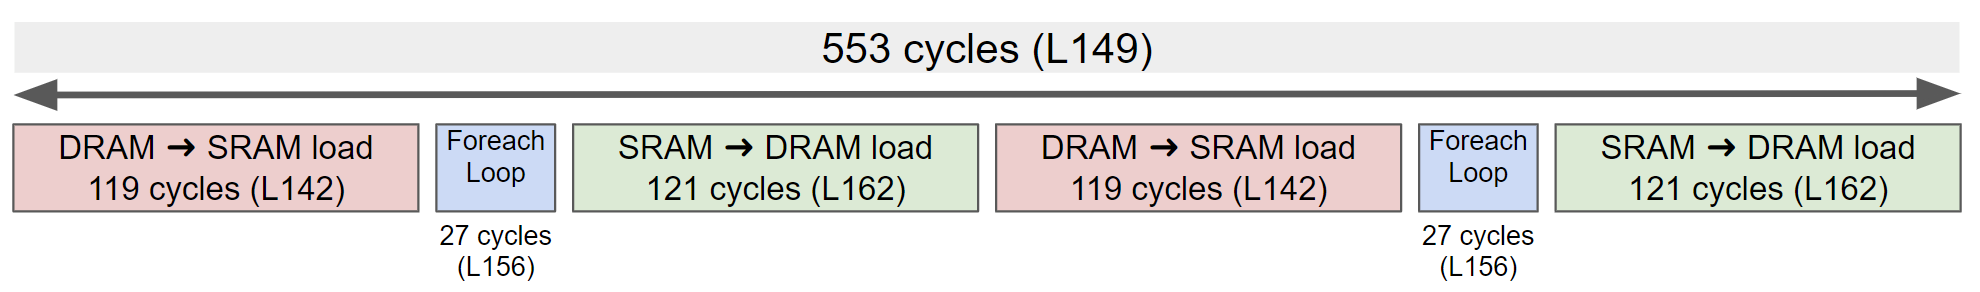 553 cycles (L149)
DRAM ➜ SRAM load
119 cycles (L142)
Foreach
Loop
27 cycles
(L156)
SRAM ➜ DRAM load
121 cycles (L162)
DRAM ➜ SRAM load
119 cycles (L142)
Foreach
Loop
27 cycles
(L156)
SRAM ➜ DRAM load
121 cycles (L162)